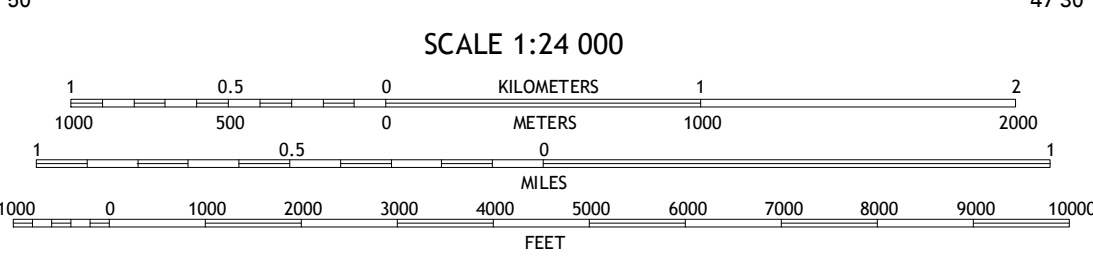 50 47'30
SCALE 1:24 000
1 0.5 0 KILOMETERS 1 2
1000 500 0 METERS 1000 2000
1 0.5 0 1
MILES
1000 0 1000 2000 3000 4000 5000 6000 7000 8000 9000 10000
FEET